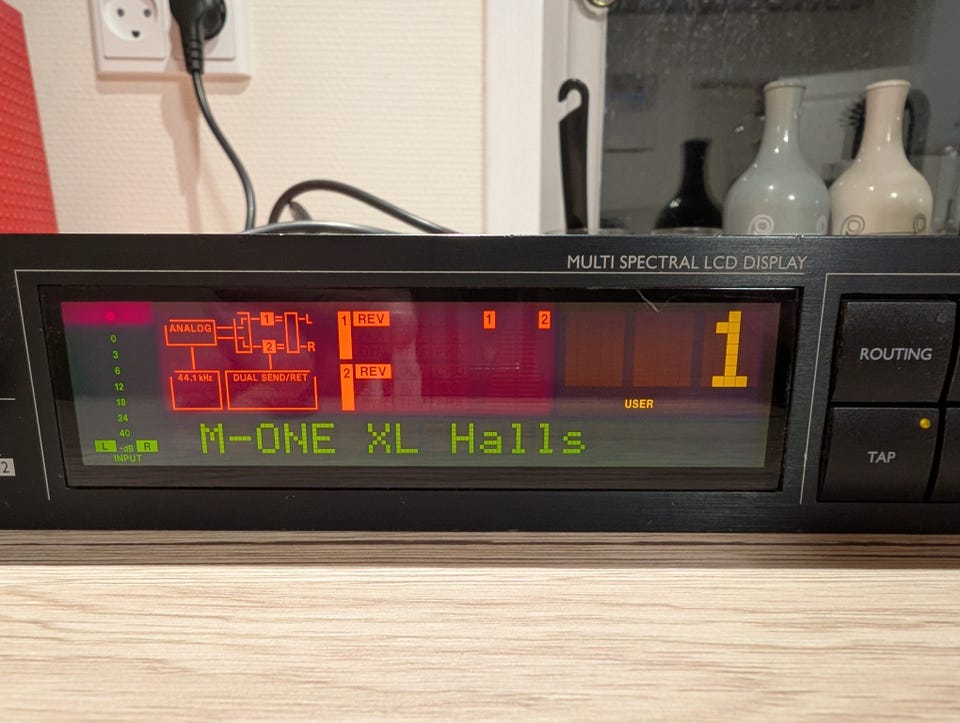 MULTI SPECTRAL LCD DISPLAY
ANALOG
1
L
2
R
44.1 kHz
DUAL SEND/RET
1 REV
2 REV
1 2
1
USER
0
3
6
12
18
24
40
L -dB R
INPUT
M-ONE XL Halls
ROUTING
TAP
2